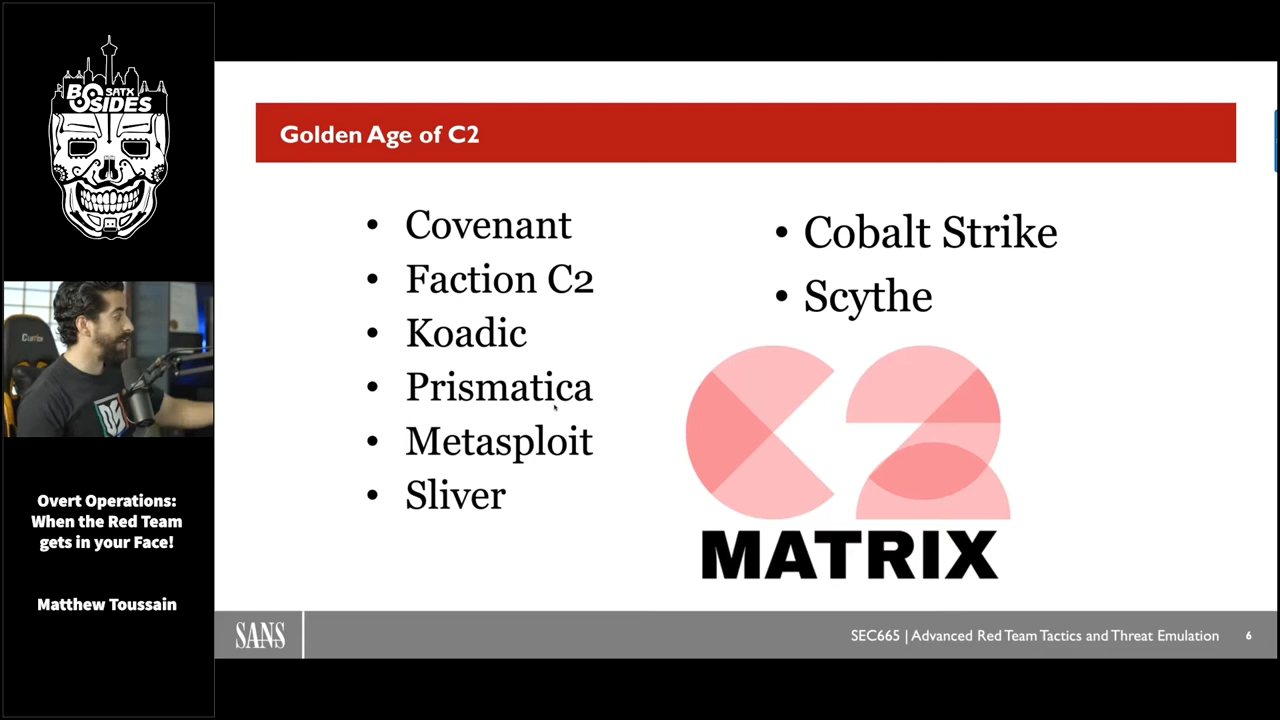 BSIDES
SATX
Overt Operations:
When the Red Team
gets in your Face!
Matthew Toussain
Golden Age of C2
• Covenant
• Faction C2
• Koadic
• Prismatica
• Metasploit
• Sliver
• Cobalt Strike
• Scythe
C2
MATRIX
SANS
SEC665 | Advanced Red Team Tactics and Threat Emulation
6